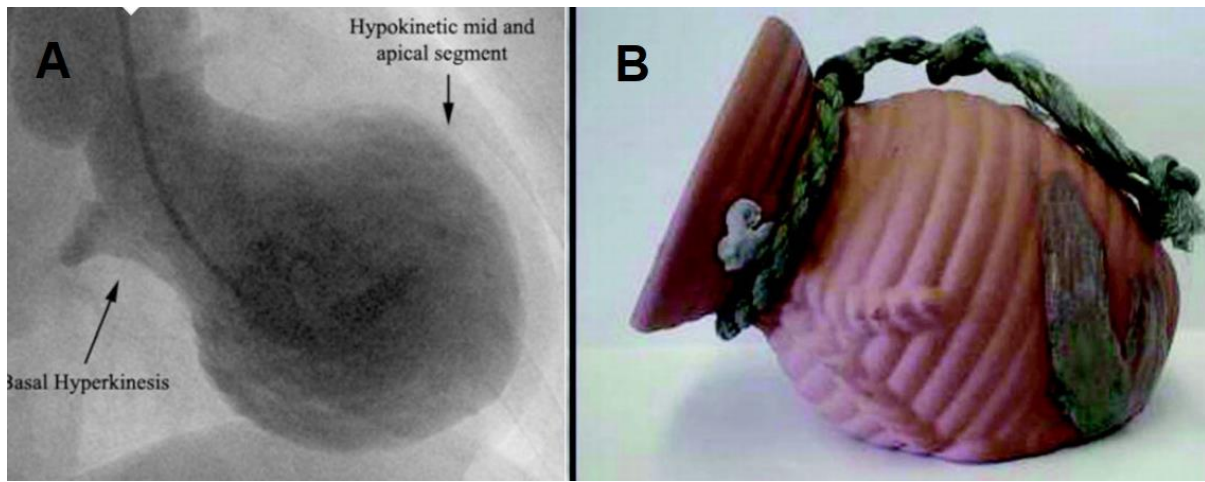 A
Hypokinetic mid and
apical segment
Basal Hyperkinesis
B